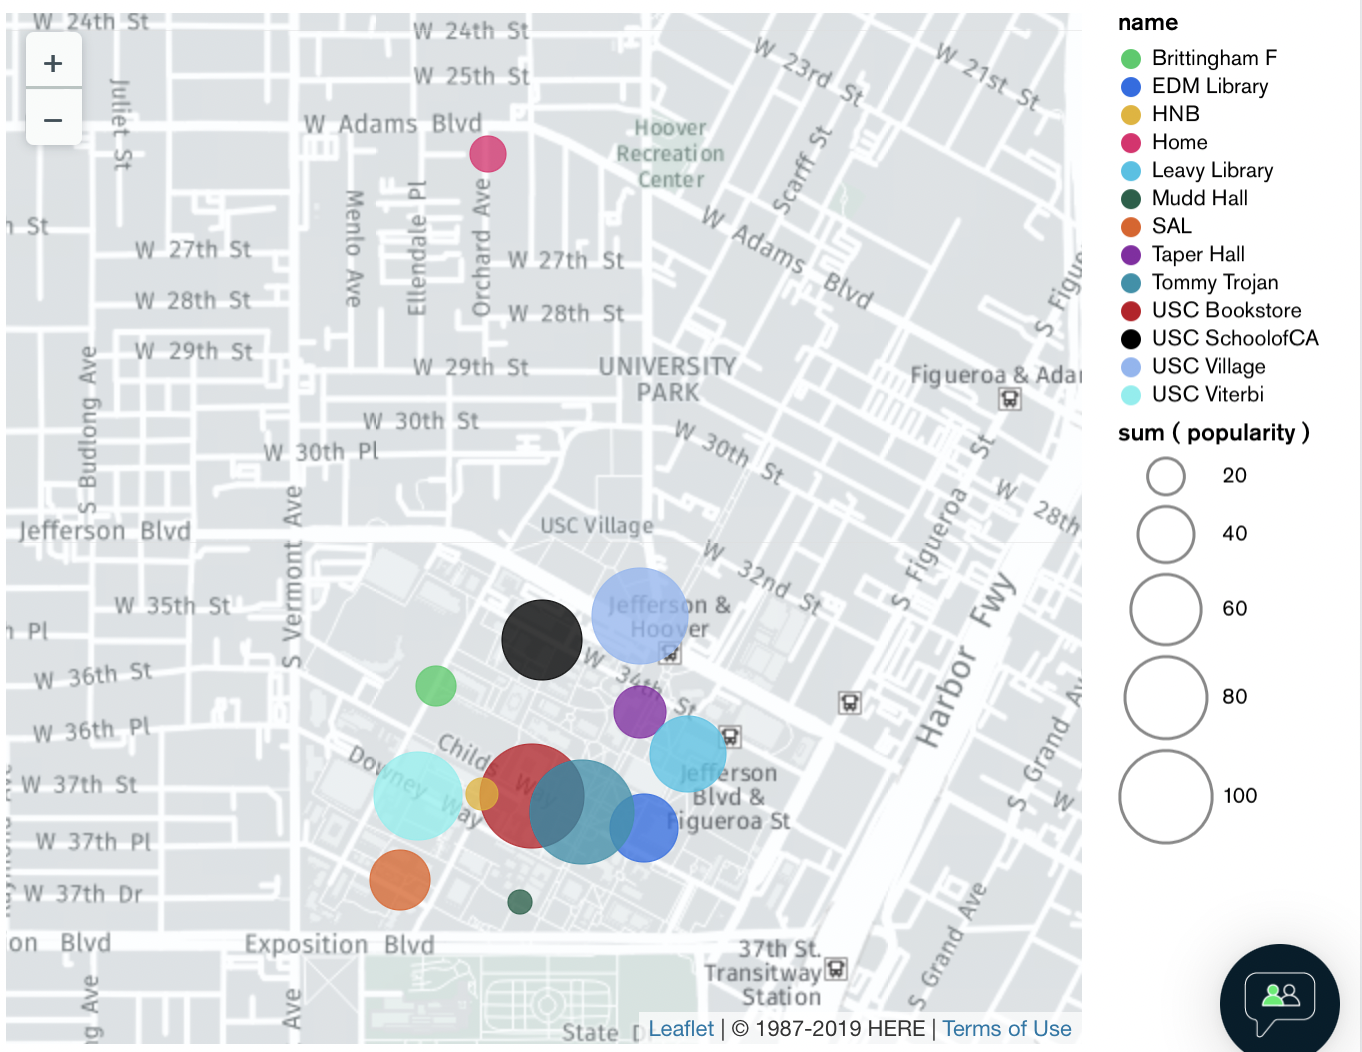 W 24th St
W 24th St
W 23rd St
W 21st St
+
−
W 25th St
Juliet St
W Adams Blvd
Hoover
Recreation
Center
Scarff St
Menlo Ave
Ellendale Pl
Orchard Ave
W Adams Blvd
St
W 27th St
W 27th St
W 28th St
W 28th St
S Figue
W 29th St
W 29th St
UNIVERSITY
PARK
Figueroa & Adar
S Budlong Ave
W 30th St
W 30th St
W 30th Pl
S Figueroa St
W 28th
Jefferson Blvd
S Vermont Ave
USC Village
W 32nd St
W 35th St
Jefferson &
Hoover
Pl
W 36th St
W 34th St
Harbor Fwy
W 36th Pl
Childs Way
Downey Way
W 37th St
Jefferson
Blvd &
Figueroa St
S Grand Av
W
W 37th Pl
W 37th Dr
on Blvd
Exposition Blvd
37th St.
Transitway
Station
S Grand Ave
ng Ave
Ave
State D
Leaflet | © 1987-2019 HERE | Terms of Use
name
Brittingham F
EDM Library
HNB
Home
Leavy Library
Mudd Hall
SAL
Taper Hall
Tommy Trojan
USC Bookstore
USC SchoolofCA
USC Village
USC Viterbi
sum ( popularity )
20
40
60
80
100